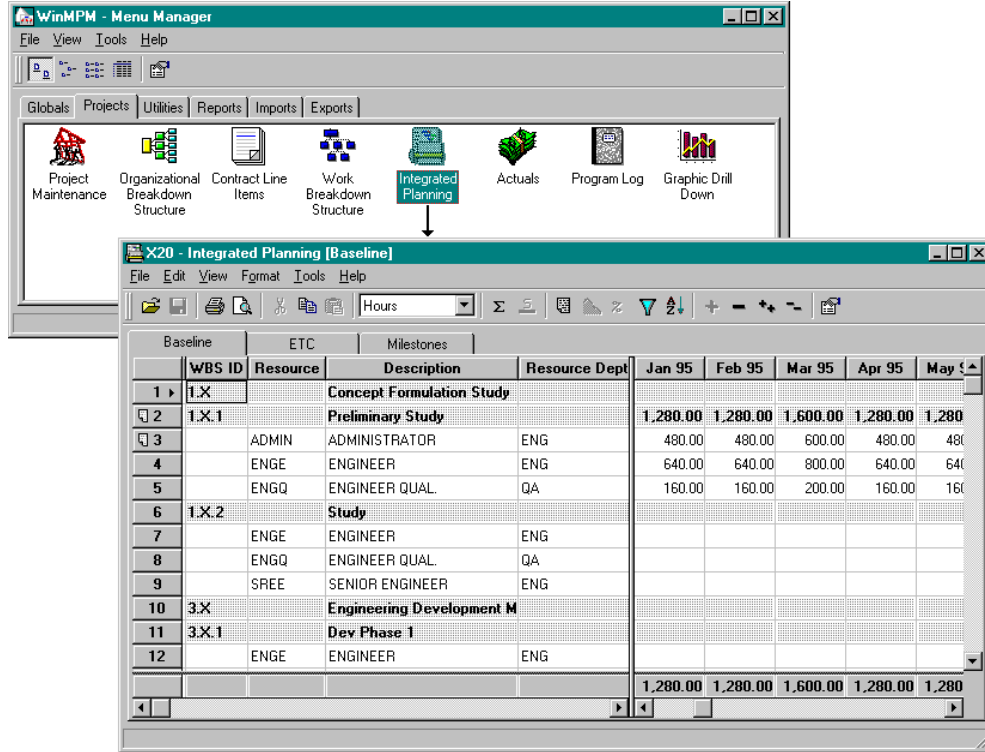 WinMPM - Menu Manager
File View Tools Help
Globals Projects Utilities Reports Imports Exports
Project Maintenance
Organizational Breakdown Structure
Contract Line Items
Work Breakdown Structure
Integrated Planning
Actuals
Program Log
Graphic Drill Down
X20 - Integrated Planning [Baseline]
File Edit View Format Tools Help
Hours
Baseline ETC Milestones
WBS ID Resource Description Resource Dept Jan 95 Feb 95 Mar 95 Apr 95 May 9
1 1.X Concept Formulation Study
2 1.X.1 Preliminary Study 1,280.00 1,280.00 1,600.00 1,280.00 1,280
3 ADMIN ADMINISTRATOR ENG 480.00 480.00 600.00 480.00 480
4 ENGE ENGINEER ENG 640.00 640.00 800.00 640.00 640
5 ENGQ ENGINEER QUAL. QA 160.00 160.00 200.00 160.00 160
6 1.X.2 Study
7 ENGE ENGINEER ENG
8 ENGQ ENGINEER QUAL. QA
9 SREE SENIOR ENGINEER ENG
10 3.X Engineering Development M
11 3.X.1 Dev Phase 1
12 ENGE ENGINEER ENG
1,280.00 1,280.00 1,600.00 1,280.00 1,280